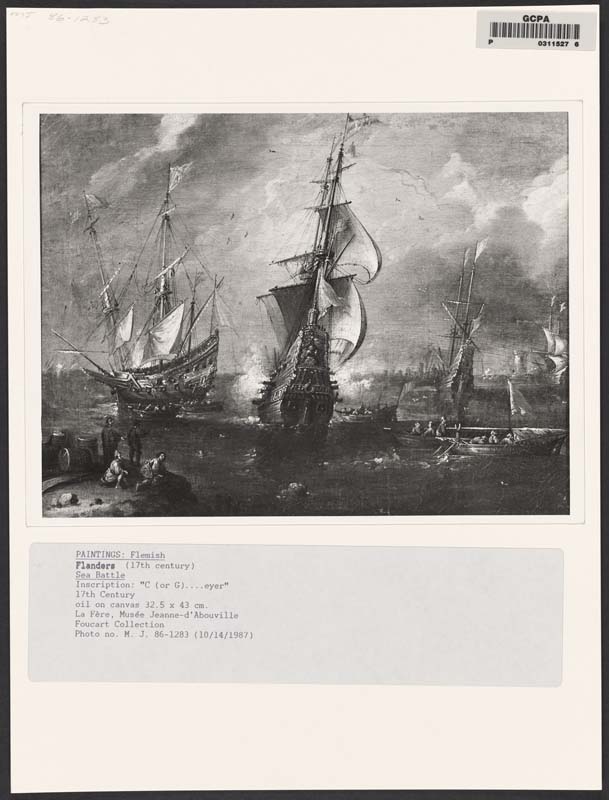 MJ 86-1283
GCPA
P 0311527 6
PAINTINGS: Flemish
Flanders (17th century)
Sea Battle
Inscription: "C (or G)....eyer"
17th Century
oil on canvas 32.5 x 43 cm.
La Fère, Musée Jeanne-d'Abouville
Foucart Collection
Photo no. M. J. 86-1283 (10/14/1987)